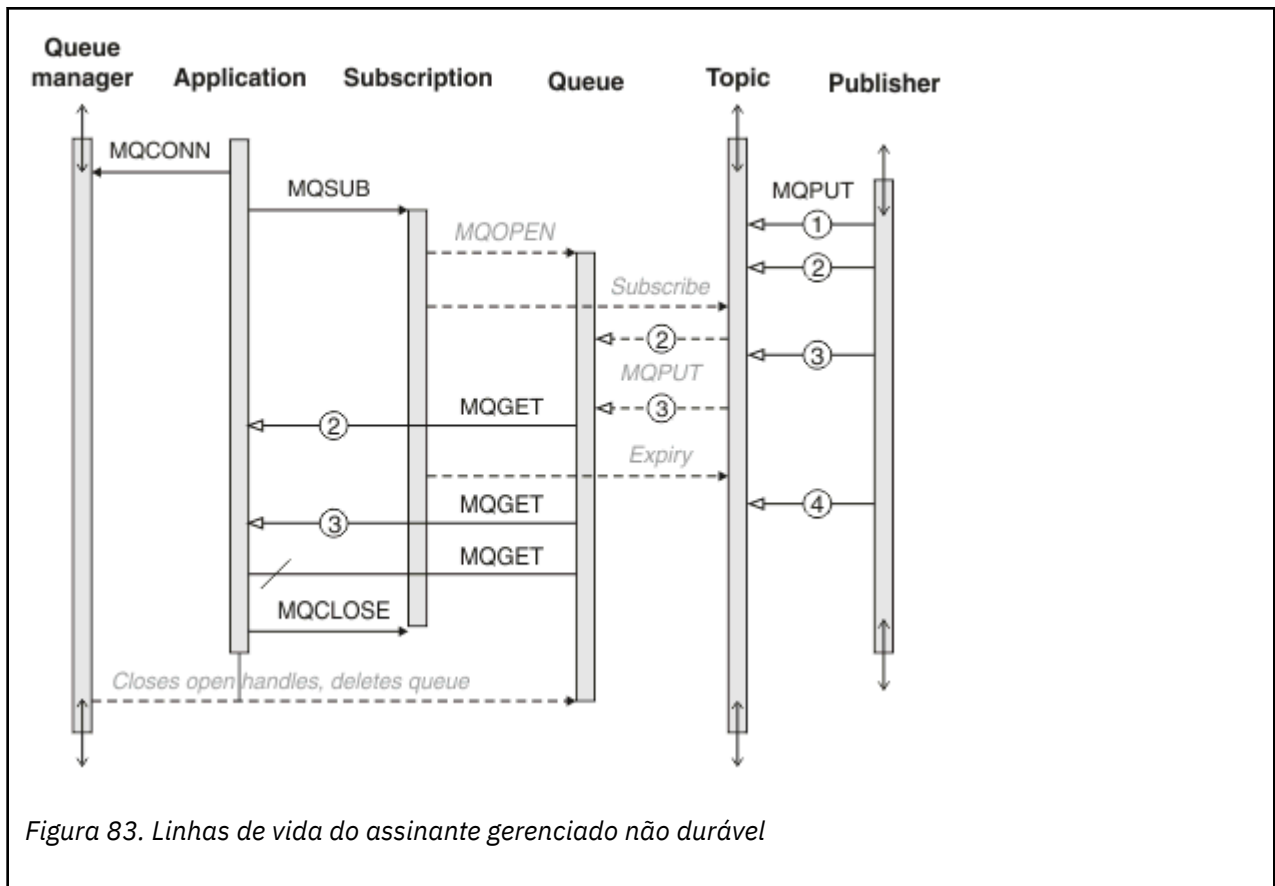 Queue
manager
Application
Subscription
Queue
Topic
Publisher
MQCONN
MQSUB
MQPUT
1
MQOPEN
2
Subscribe
2
3
MQPUT
3
MQGET
2
Expiry
MQGET
4
3
MQGET
MQCLOSE
Closes open handles, deletes queue
Figura 83. Linhas de vida do assinante gerenciado não durável